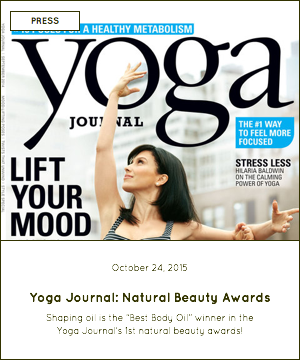 PRESS
POSES FOR A HEALTHY METABOLISM
yoga
JOURNAL
THE #1 WAY
TO FEEL MORE
FOCUSED
LIFT
YOUR
MOOD
STRESS LESS
HILARIA BALDWIN
ON THE CALMING
POWER OF YOGA
October 24, 2015
Yoga Journal: Natural Beauty Awards
Shaping oil is the "Best Body Oil" winner in the
Yoga Journal's 1st natural beauty awards!